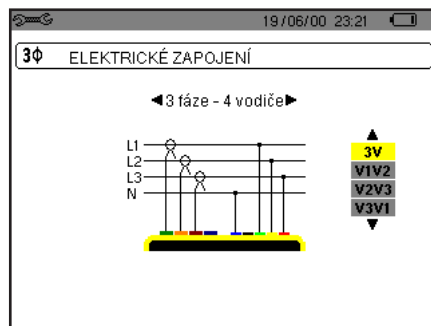 19/06/00 23:21
3Φ ELEKTRICKÉ ZAPOJENÍ
◄3 fáze - 4 vodiče►
L1
L2
L3
N
3V
V1V2
V2V3
V3V1